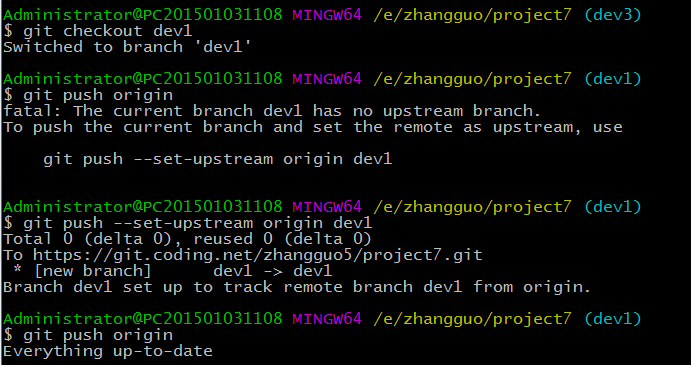 Administrator@PC201501031108 MINGW64 /e/zhangguo/project7 (dev3)
$ git checkout dev1
Switched to branch 'dev1'
Administrator@PC201501031108 MINGW64 /e/zhangguo/project7 (dev1)
$ git push origin
fatal: The current branch dev1 has no upstream branch.
To push the current branch and set the remote as upstream, use
git push --set-upstream origin dev1
Administrator@PC201501031108 MINGW64 /e/zhangguo/project7 (dev1)
$ git push --set-upstream origin dev1
Total 0 (delta 0), reused 0 (delta 0)
To https://git.coding.net/zhangguo5/project7.git
* [new branch]      dev1 -> dev1
Branch dev1 set up to track remote branch dev1 from origin.
Administrator@PC201501031108 MINGW64 /e/zhangguo/project7 (dev1)
$ git push origin
Everything up-to-date